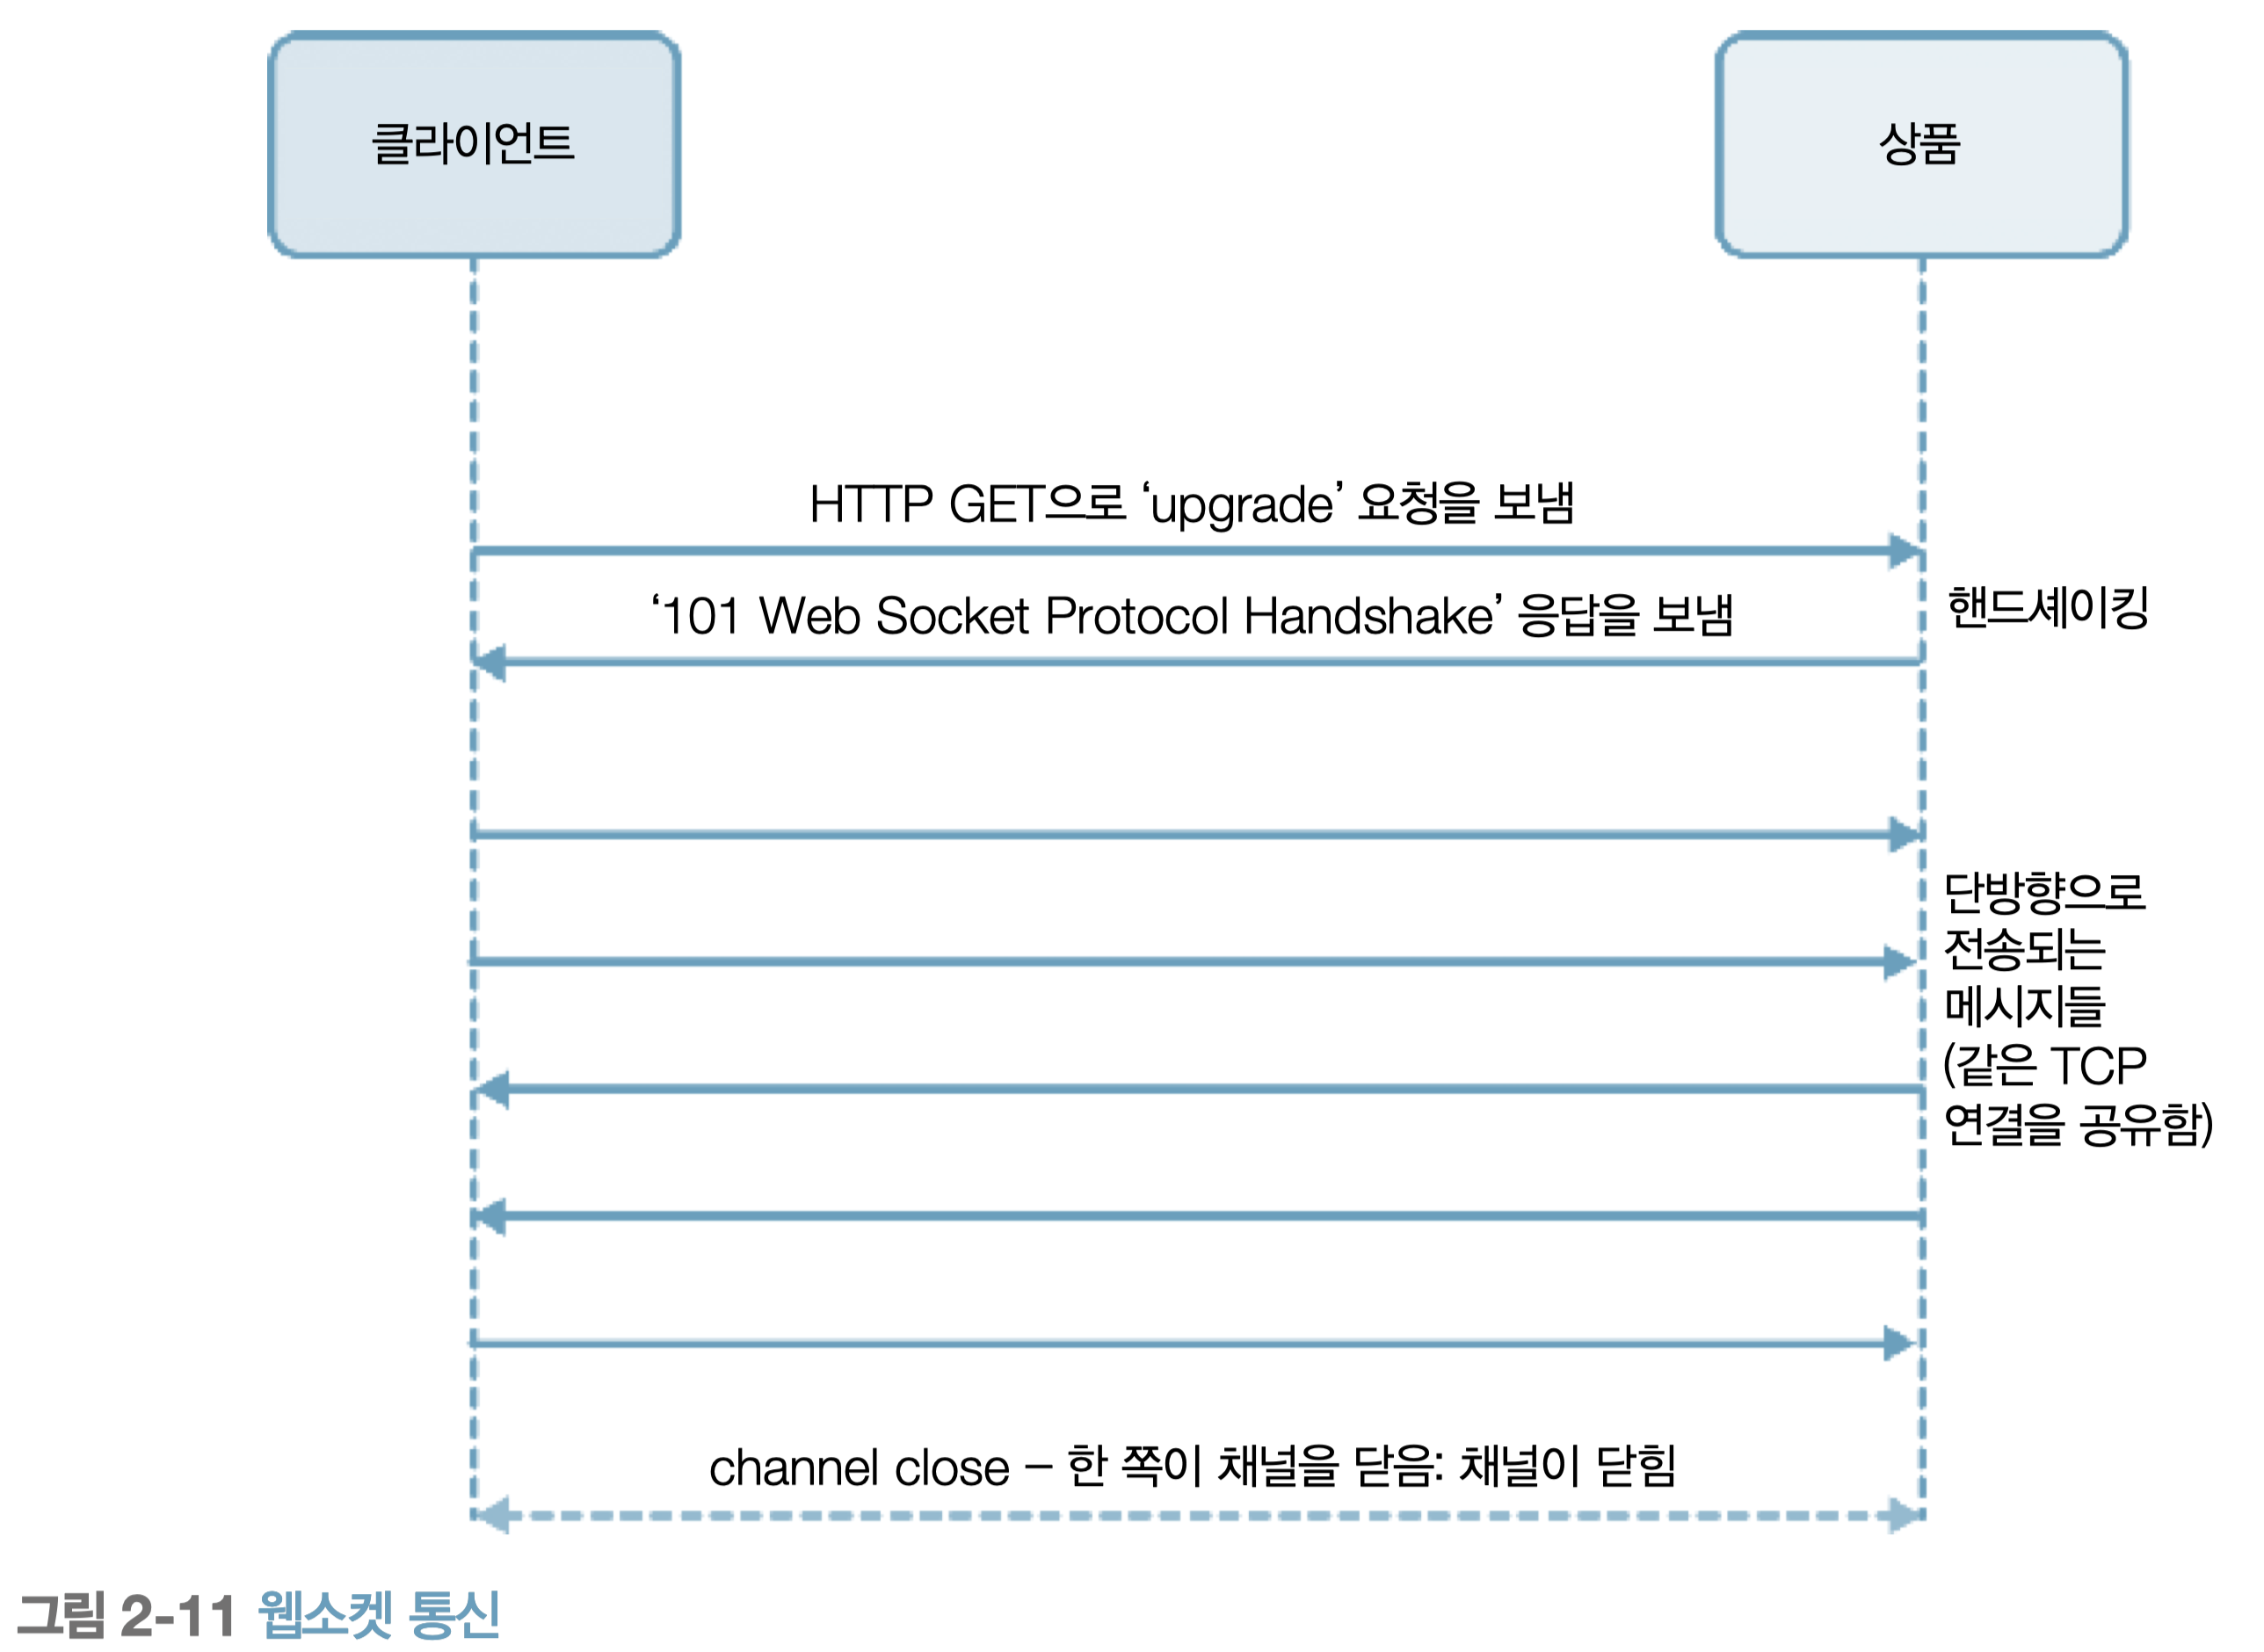 클라이언트
상품
HTTP GET으로 ‘upgrade’ 요청을 보냄
‘101 Web Socket Protocol Handshake’ 응답을 보냄
핸드셰이킹
단방향으로
전송되는
메시지들
(같은 TCP
연결을 공유함)
channel close – 한 쪽이 채널을 닫음: 채널이 닫힘
그림 2-11 웹소켓 통신